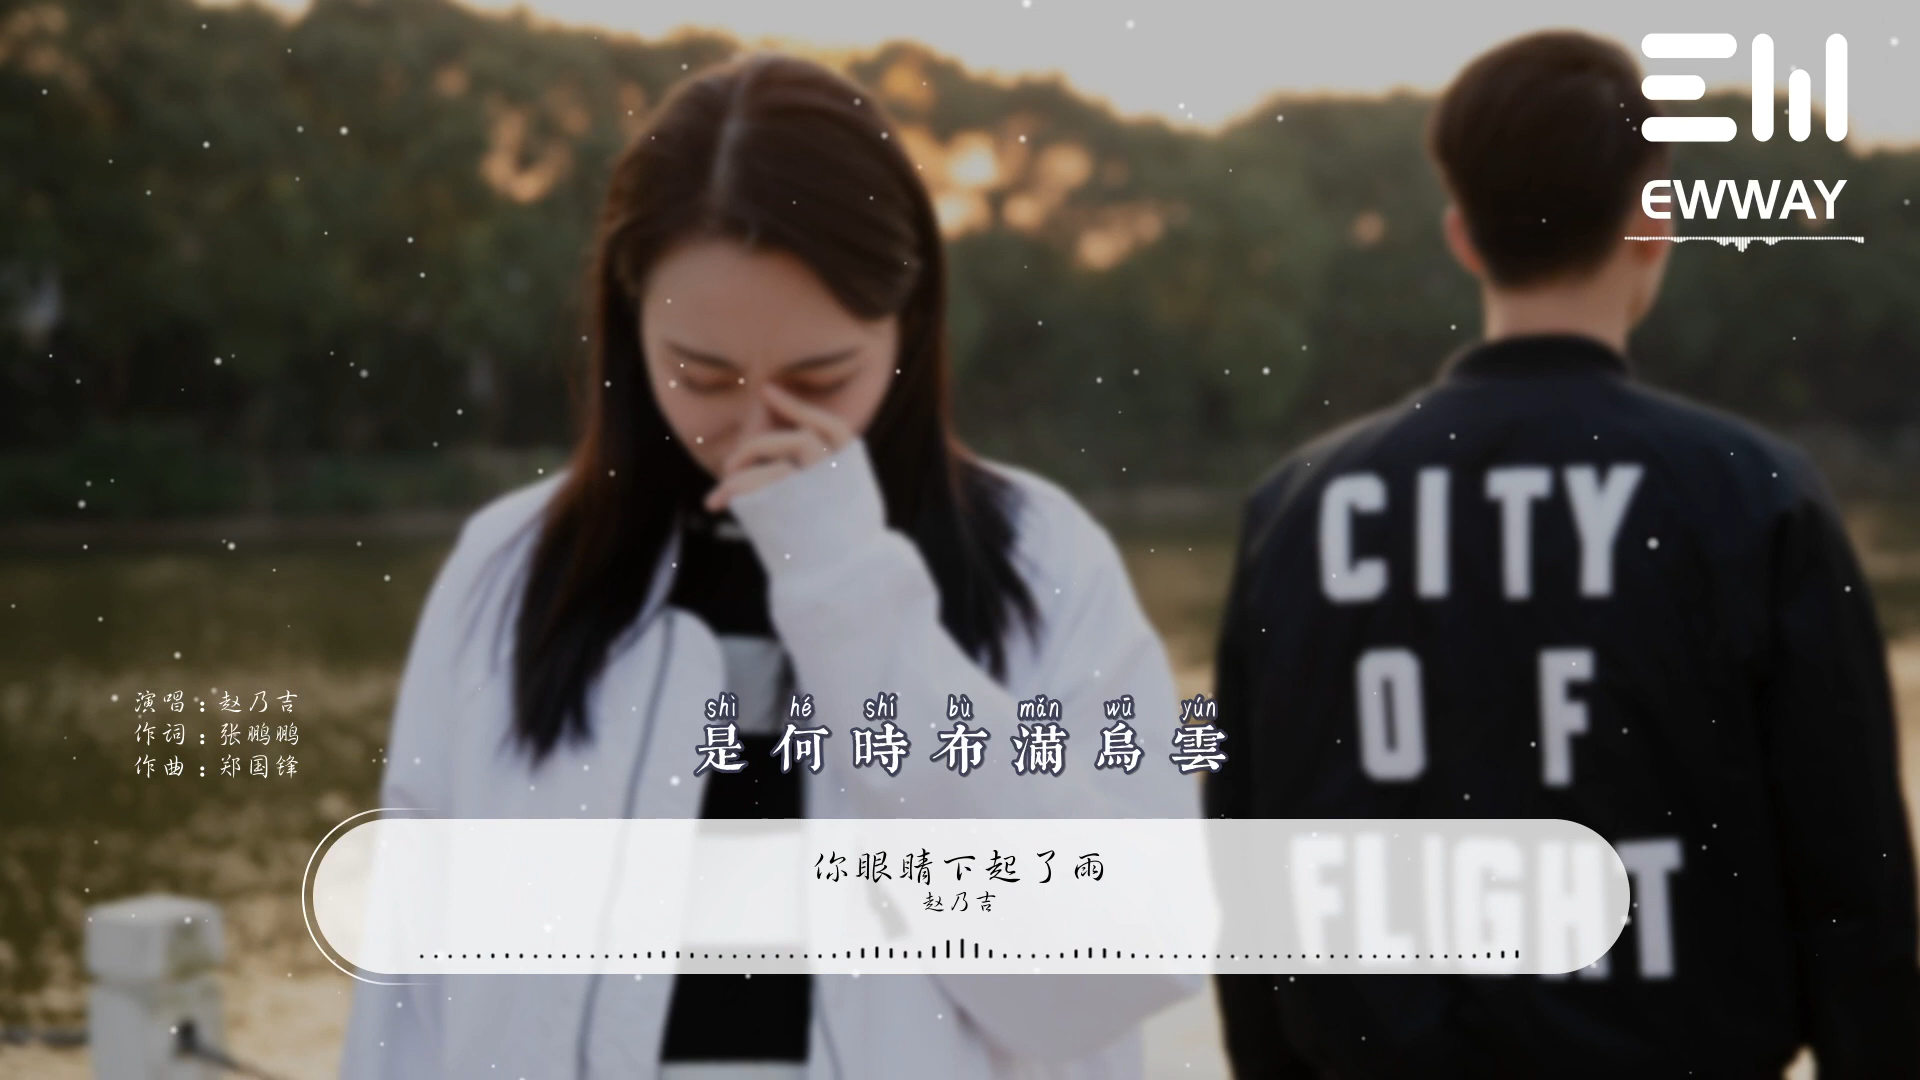 EW
EWWAY
CITY
OF
FLIGHT
演唱：赵乃吉
作词：张鹏鹏
作曲：郑国锋
shì hé shí bù mǎn wū yún
是何時布滿烏雲
你眼睛下起了雨
赵乃吉